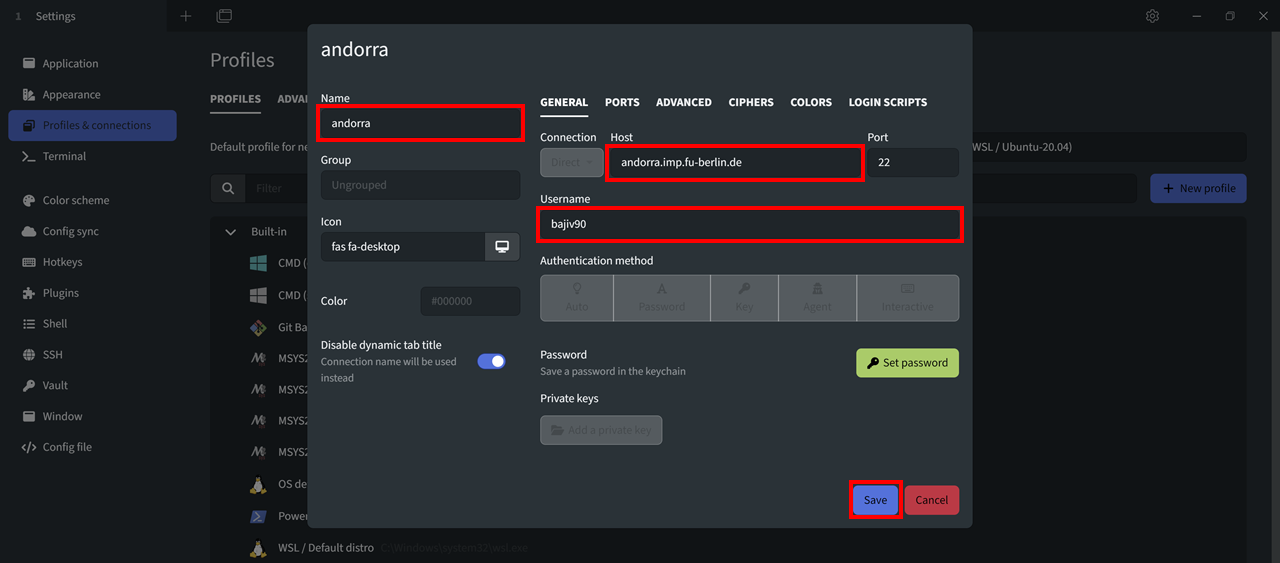 1 Settings
Application
Appearance
Profiles & connections
Terminal
Color scheme
Config sync
Hotkeys
Plugins
Shell
SSH
Vault
Window
Config file
Profiles
PROFILES ADVA
Default profile for ne
WSL / Ubuntu-20.04)
Filter
New profile
Built-in
CMD (
CMD (
Git Ba
MSYS2
MSYS2
MSYS2
MSYS2
OS de
Power
WSL / Default distro C:\Windows\system32\wsl.exe
andorra
Name
andorra
Group
Ungrouped
Icon
fas fa-desktop
Color #000000
Disable dynamic tab title
Connection name will be used
instead
GENERAL PORTS ADVANCED CIPHERS COLORS LOGIN SCRIPTS
Connection Host Port
Direct andorra.imp.fu-berlin.de 22
Username
bajiv90
Authentication method
Auto Password Key Agent Interactive
Password
Save a password in the keychain
Set password
Private keys
Add a private key
Save Cancel